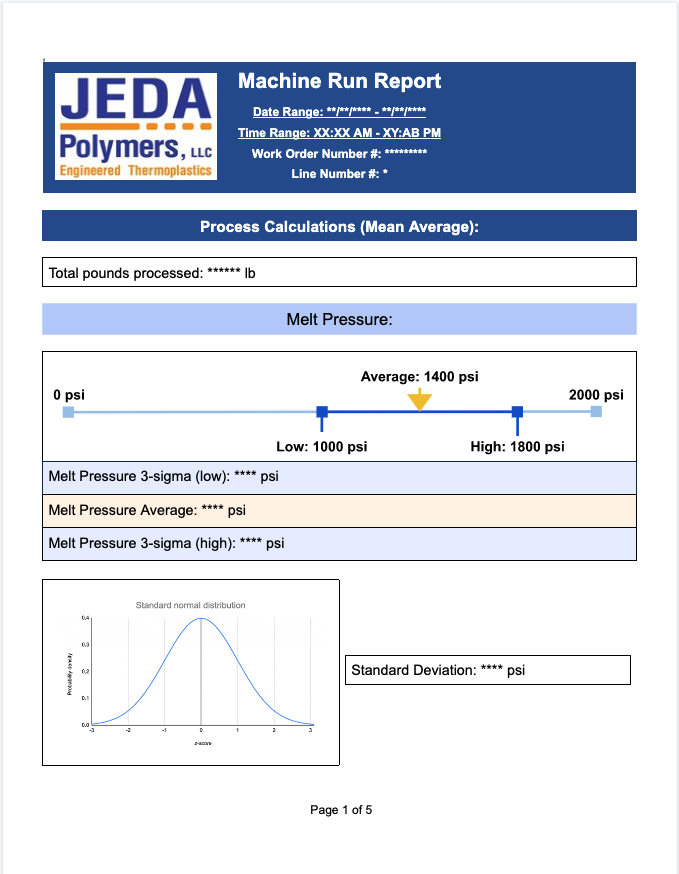 JEDA
Polymers, LLC
Engineered Thermoplastics
Machine Run Report
Date Range: **/**/**** - **/**/****
Time Range: XX:XX AM - XY:AB PM
Work Order Number #: *********
Line Number #: *
Process Calculations (Mean Average):
Total pounds processed: ****** lb
Melt Pressure:
Average: 1400 psi
0 psi
2000 psi
Low: 1000 psi
High: 1800 psi
Melt Pressure 3-sigma (low): **** psi
Melt Pressure Average: **** psi
Melt Pressure 3-sigma (high): **** psi
Standard normal distribution
Probability density
0.4
0.3
0.2
0.1
0.0
-3 -2 -1 0 1 2 3
z-score
Standard Deviation: **** psi
Page 1 of 5